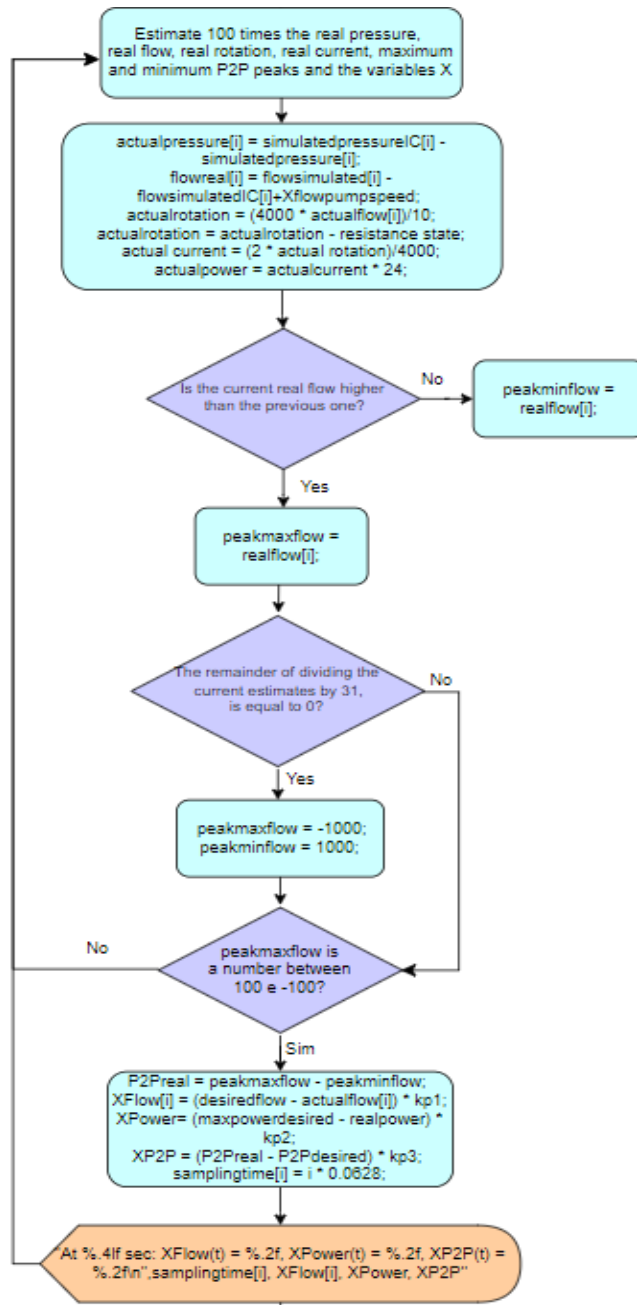 Estimate 100 times the real pressure,
real flow, real rotation, real current, maximum
and minimum P2P peaks and the variables X
actualpressure[i] = simulatedpressureIC[i] -
simulatedpressure[i];
flowreal[i] = flowsimulated[i] -
flowsimulatedIC[i]+Xflowpumpspeed;
actualrotation = (4000 * actualflow[i])/10;
actualrotation = actualrotation - resistance state;
actual current = (2 * actual rotation)/4000;
actualpower = actualcurrent * 24;
Is the current real flow higher
than the previous one?
No
peakminflow =
realflow[i];
Yes
peakmaxflow =
realflow[i];
The remainder of dividing the
current estimates by 31,
is equal to 0?
No
Yes
peakmaxflow = -1000;
peakminflow = 1000;
No
peakmaxflow is
a number between
100 e -100?
Sim
P2Preal = peakmaxflow - peakminflow;
XFlow[i] = (desiredflow - actualflow[i]) * kp1;
XPower= (maxpowerdesired - realpower) *
kp2;
XP2P = (P2Preal - P2Pdesired) * kp3;
samplingtime[i] = i * 0.0628;
"At %.4lf sec: XFlow(t) = %.2f, XPower(t) = %.2f, XP2P(t) =
%.2f\n",samplingtime[i], XFlow[i], XPower, XP2P"